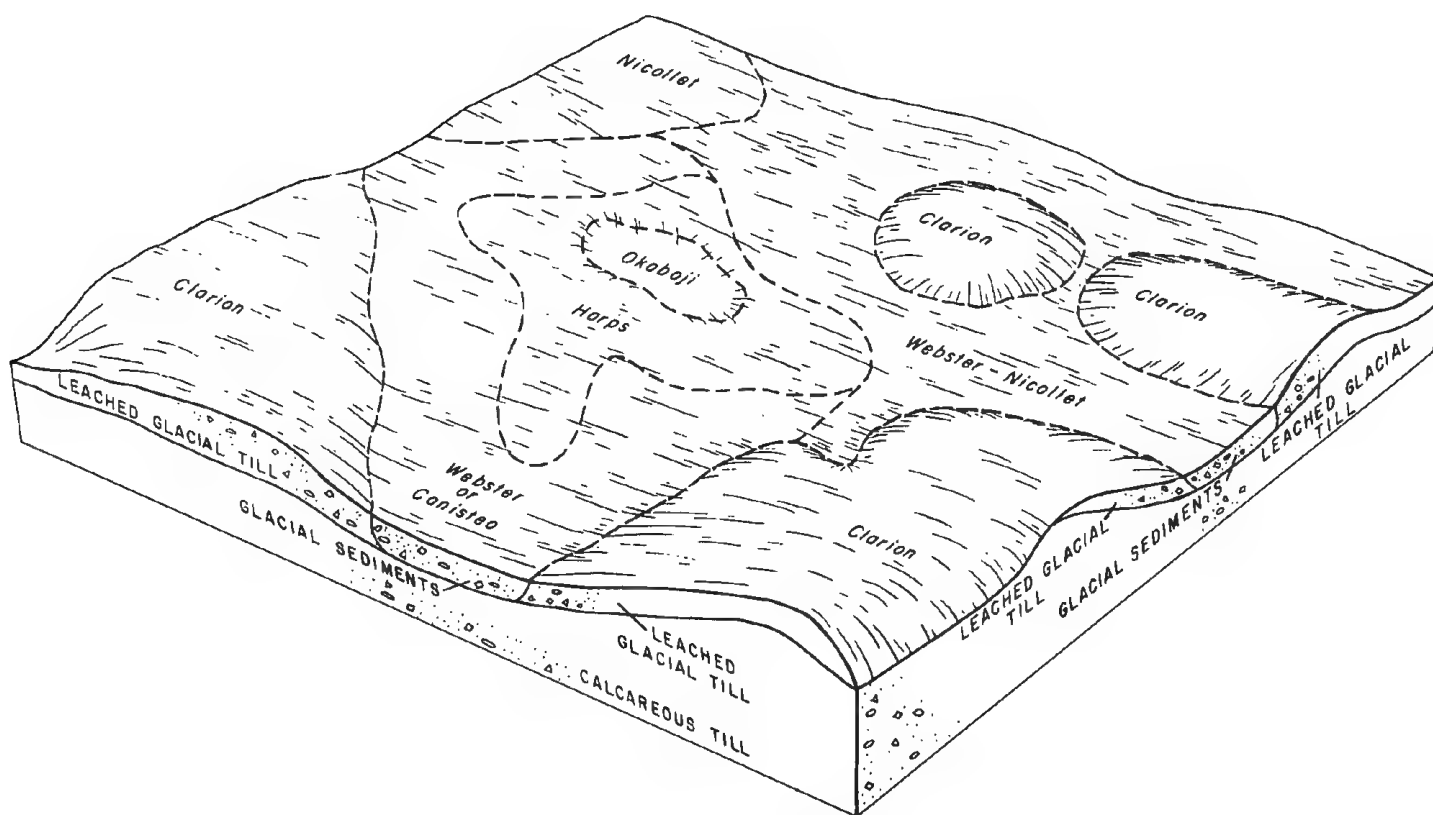 Nicollet
Clarion
Okoboji
Clarion
Clarion
Harps
Webster - Nicollet
Webster
or
Canisteo
Clarion
LEACHED GLACIAL TILL
GLACIAL SEDIMENTS
LEACHED
GLACIAL TILL
CALCAREOUS TILL
LEACHED GLACIAL
TILL
GLACIAL SEDIMENTS
LEACHED GLACIAL
TILL